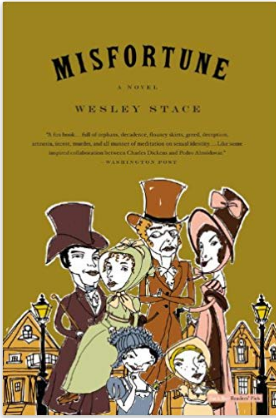 MISFORTUNE
A NOVEL
WESLEY STACE
"A fun book... full of orphans, decadence, flouncy skirts, greed, deception,
arsenics, incest, murder, and all manner of meditation on sexual identity.... Like some
inspired collaboration between Charles Dickens and Pedro Almodóvar."
—WASHINGTON POST
Readers' Pick